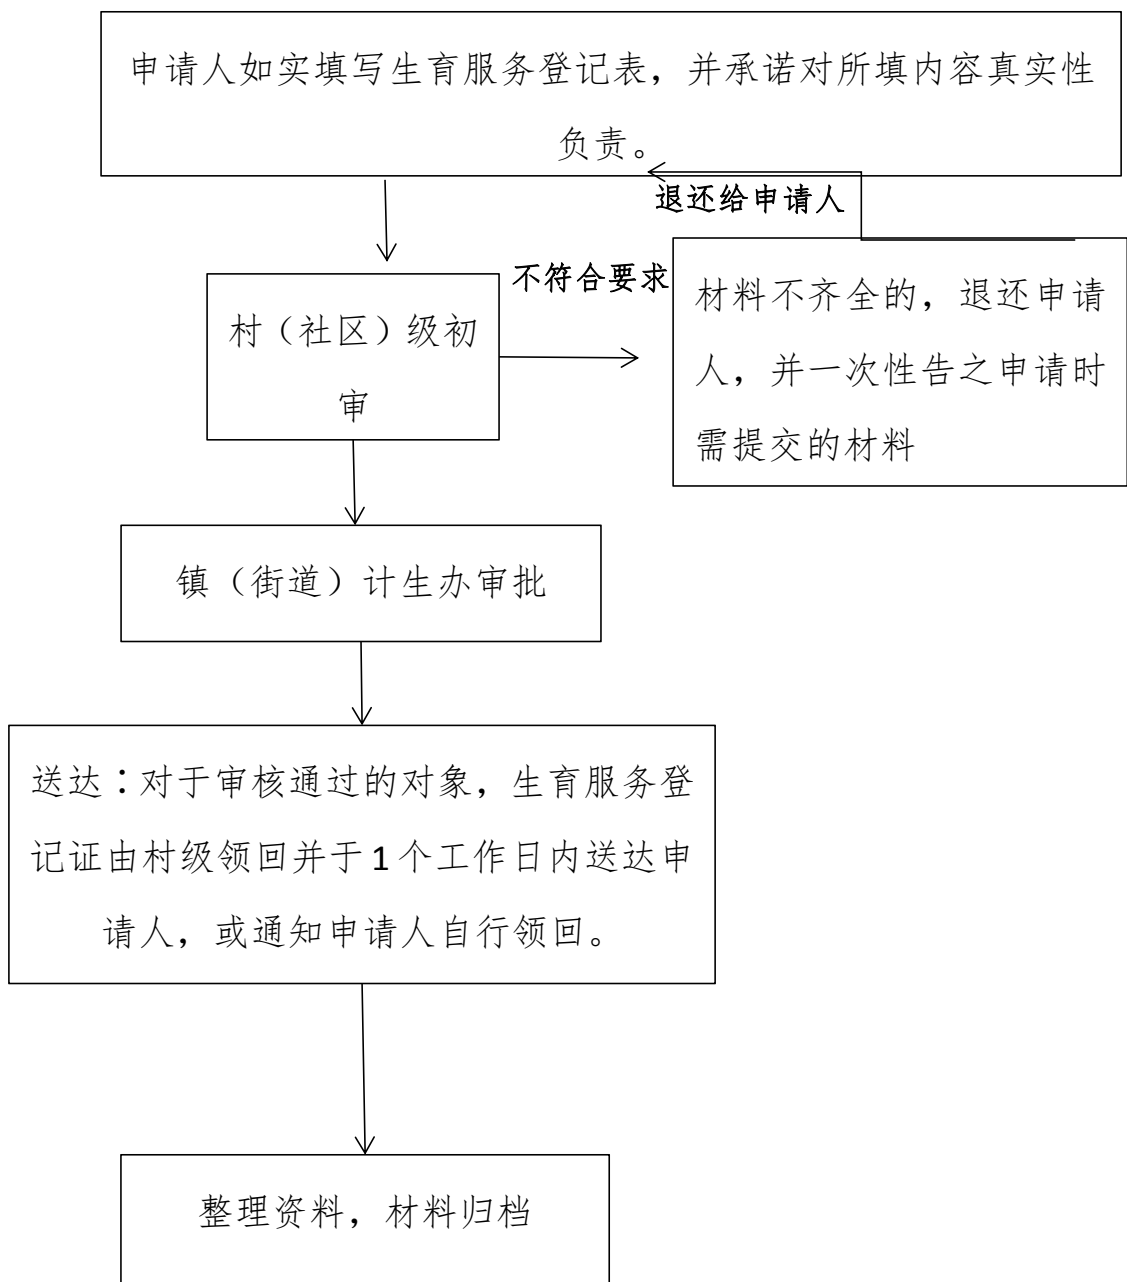 申请人如实填写生育服务登记表，并承诺对所填内容真实性
负责。
退还给申请人
不符合要求
村（社区）级初
审
材料不齐全的，退还申请
人，并一次性告之申请时
需提交的材料
镇（街道）计生办审批
送达：对于审核通过的对象，生育服务登
记证由村级领回并于1个工作日内送达申
请人，或通知申请人自行领回。
整理资料，材料归档